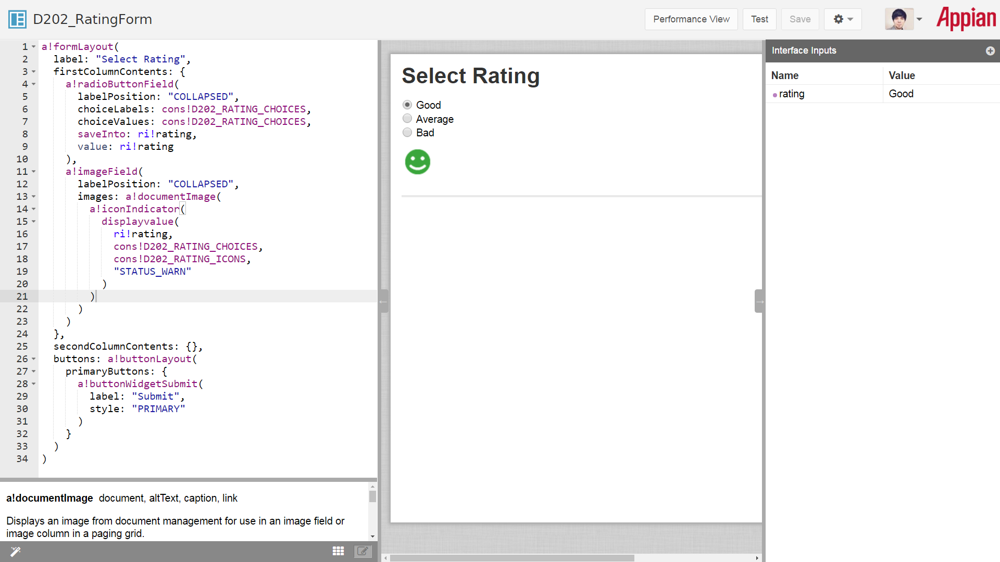 D202_RatingForm
Performance View
Test
Save
Appian
1 a!formLayout(
2 label: "Select Rating",
3 firstColumnContents: {
4 a!radioButtonField(
5 labelPosition: "COLLAPSED",
6 choiceLabels: cons!D202_RATING_CHOICES,
7 choiceValues: cons!D202_RATING_CHOICES,
8 saveInto: ri!rating,
9 value: ri!rating
10 ),
11 a!imageField(
12 labelPosition: "COLLAPSED",
13 images: a!documentImage(
14 a!iconIndicator(
15 displayvalue(
16 ri!rating,
17 cons!D202_RATING_CHOICES,
18 cons!D202_RATING_ICONS,
19 "STATUS_WARN"
20 )
21 )
22 )
23 )
24 },
25 secondColumnContents: {},
26 buttons: a!buttonLayout(
27 primaryButtons: {
28 a!buttonWidgetSubmit(
29 label: "Submit",
30 style: "PRIMARY"
31 )
32 }
33 )
34 )
a!documentImage document, altText, caption, link
Displays an image from document management for use in an image field or
image column in a paging grid.
Select Rating
Good
Average
Bad
Interface Inputs
Name Value
rating Good